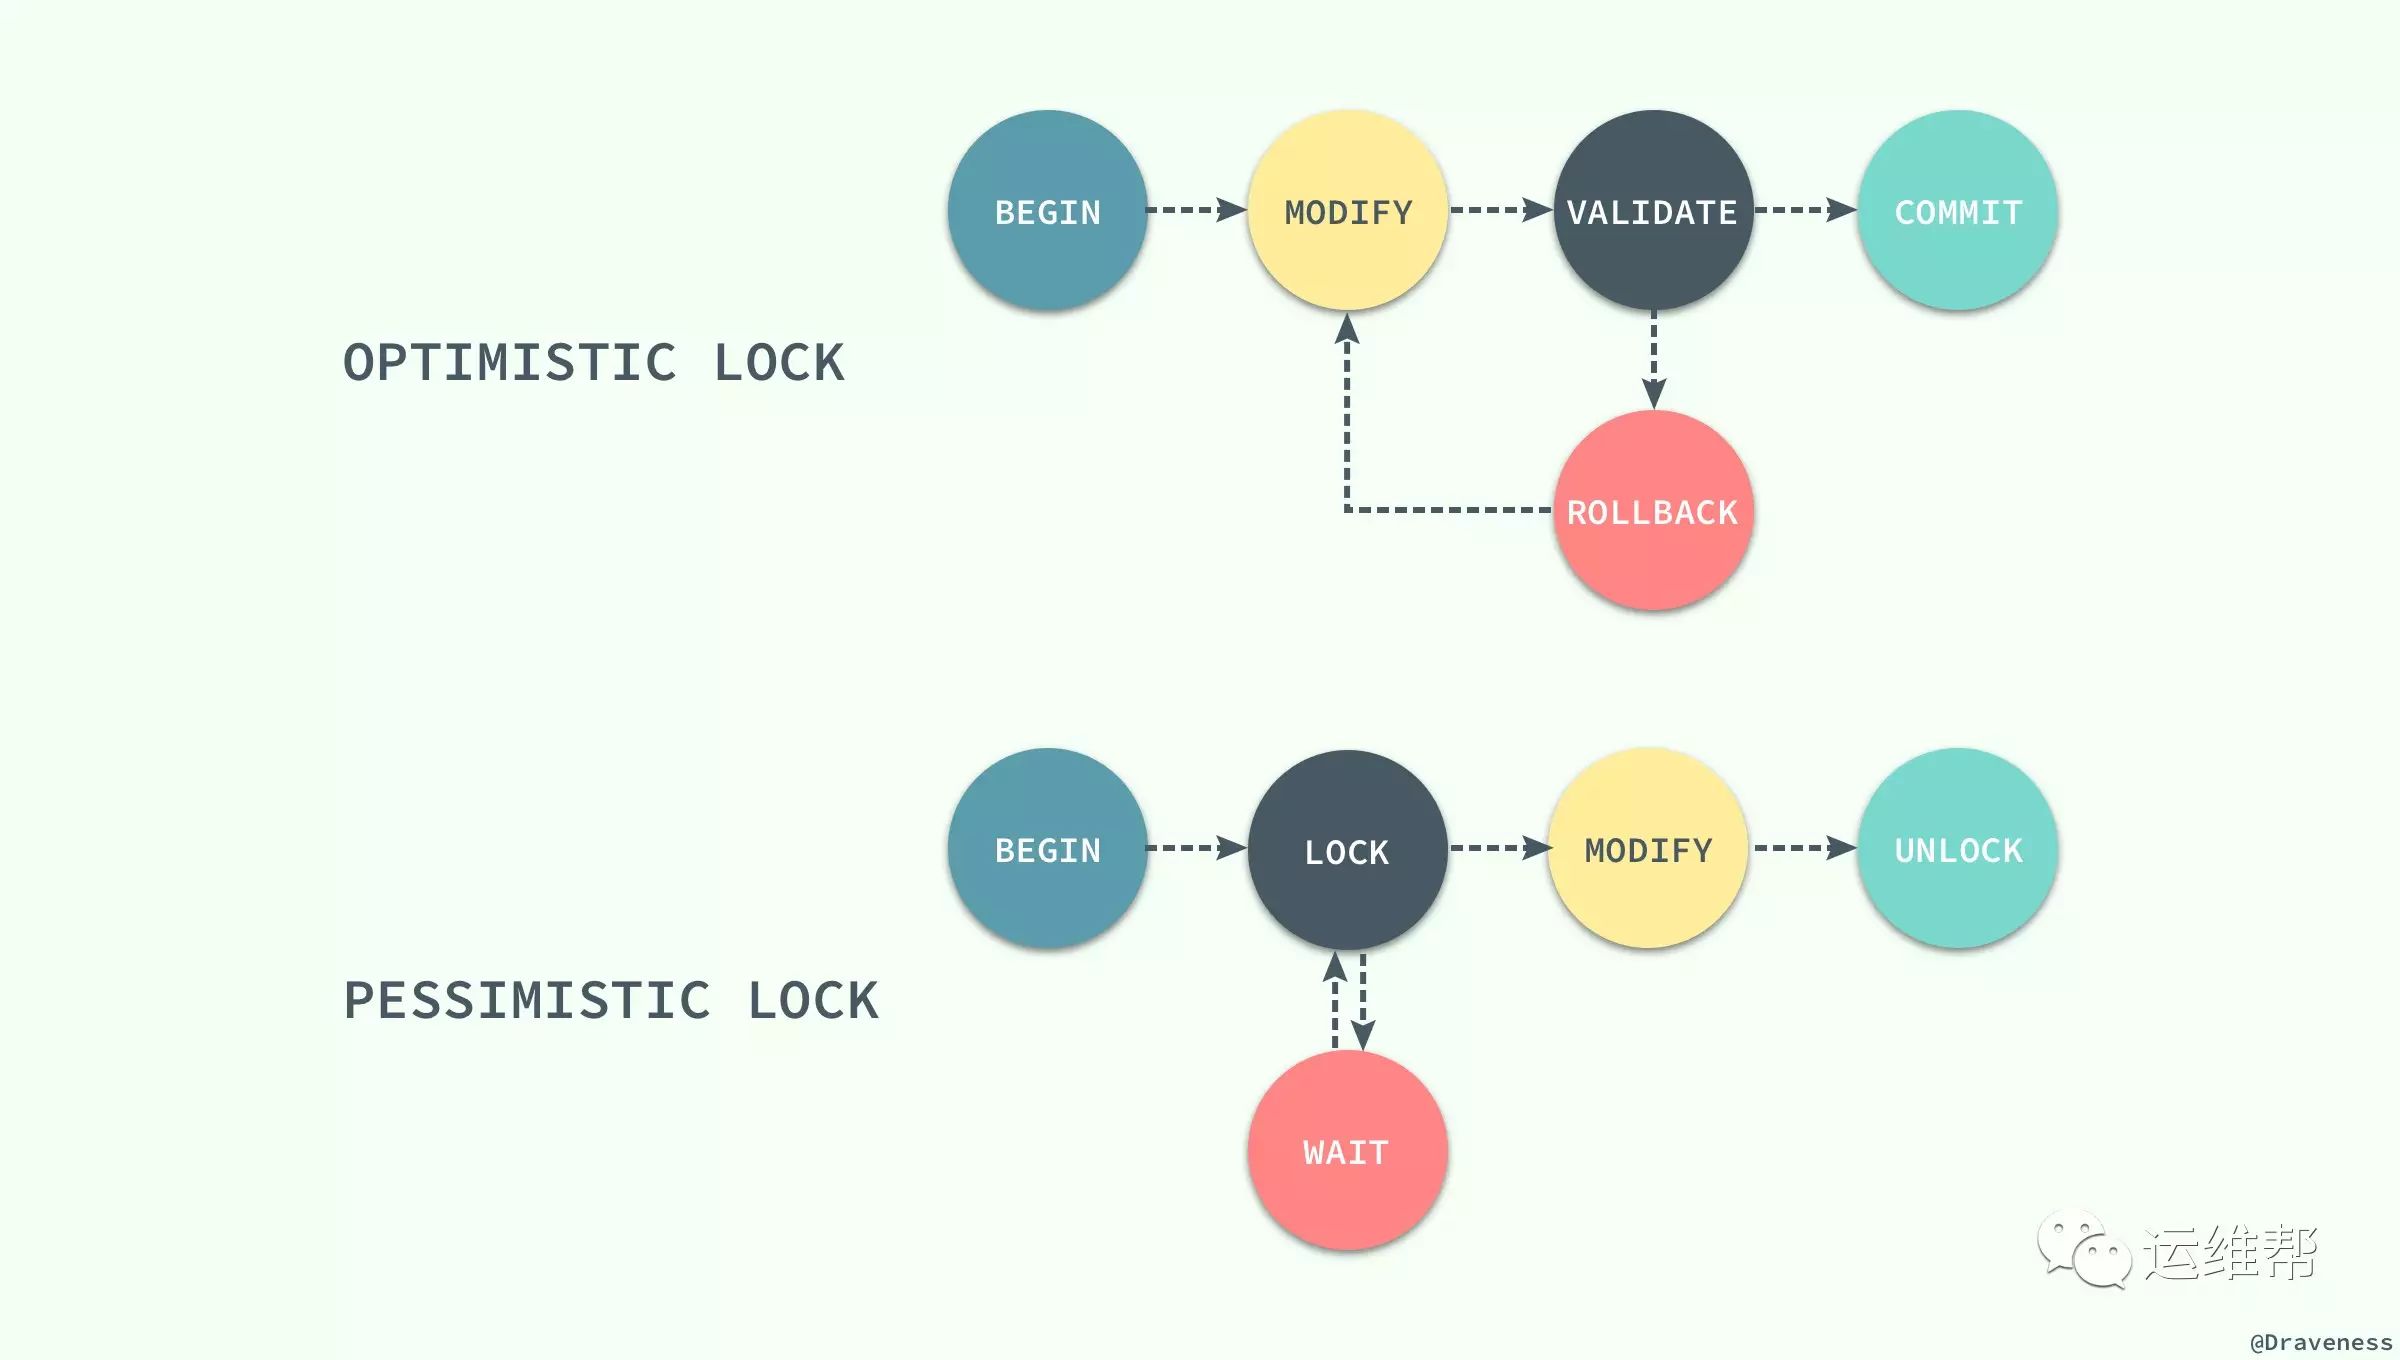 BEGIN
MODIFY
VALIDATE
COMMIT
OPTIMISTIC LOCK
ROLLBACK
BEGIN
LOCK
MODIFY
UNLOCK
PESSIMISTIC LOCK
WAIT
运维帮
@Draveness